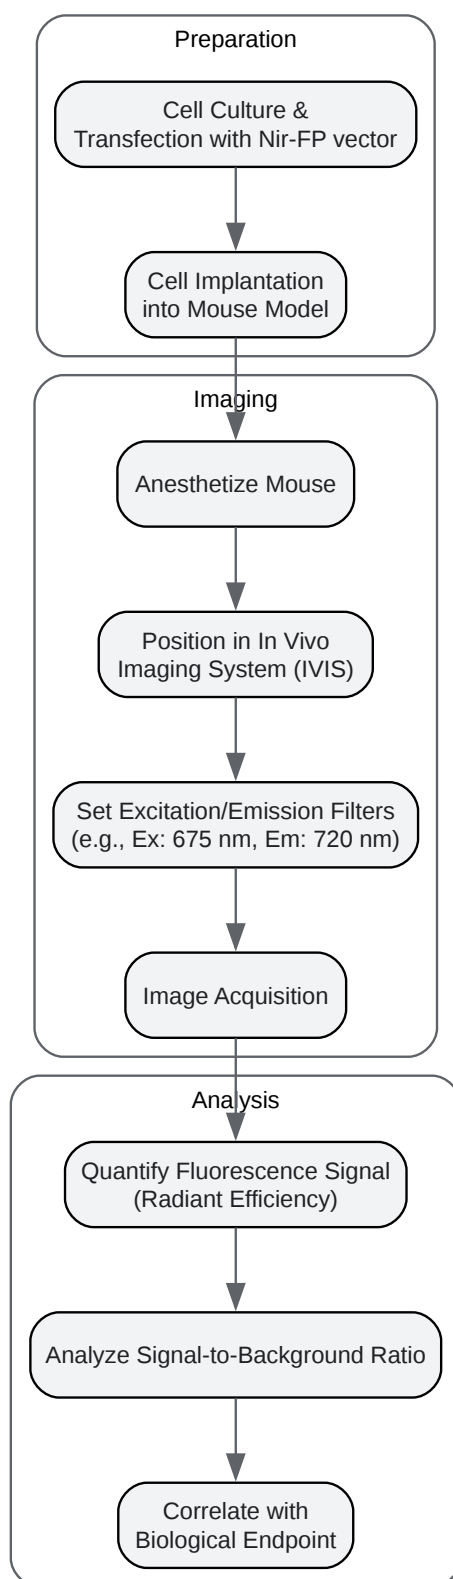 Preparation
Cell Culture &
Transfection with Nir-FP vector
Cell Implantation
into Mouse Model
Imaging
Anesthetize Mouse
Position in In Vivo
Imaging System (IVIS)
Set Excitation/Emission Filters
(e.g., Ex: 675 nm, Em: 720 nm)
Image Acquisition
Analysis
Quantify Fluorescence Signal
(Radiant Efficiency)
Analyze Signal-to-Background Ratio
Correlate with
Biological Endpoint